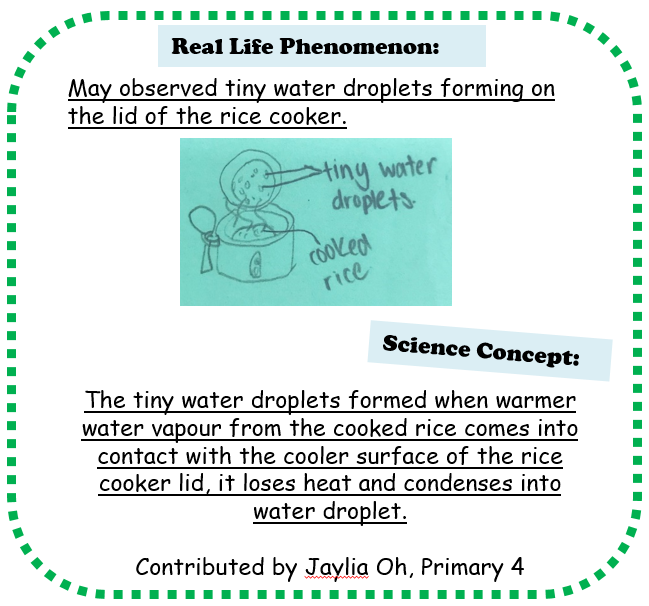 Real Life Phenomenon:
May observed tiny water droplets forming on
the lid of the rice cooker.
tiny water
droplets.
cooked
rice
Science Concept:
The tiny water droplets formed when warmer
water vapour from the cooked rice comes into
contact with the cooler surface of the rice
cooker lid, it loses heat and condenses into
water droplet.
Contributed by Jaylia Oh, Primary 4